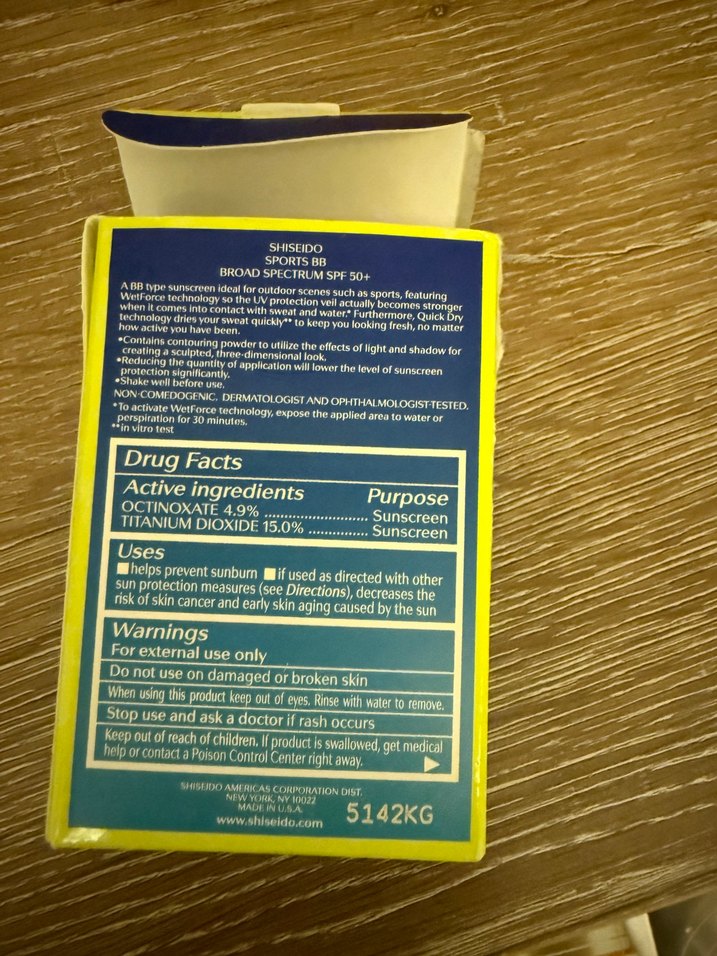 SHISEIDO
SPORTS BB
BROAD SPECTRUM SPF 50+
A BB type sunscreen ideal for outdoor scenes such as sports, featuring
WetForce technology so the UV protection veil actually becomes stronger
when it comes into contact with sweat and water.* Furthermore, Quick Dry
technology dries your sweat quickly** to keep you looking fresh, no matter
how active you have been.
•Contains contouring powder to utilize the effects of light and shadow for
creating a sculpted, three-dimensional look.
•Reducing the quantity of application will lower the level of sunscreen
protection significantly.
•Shake well before use.
NON-COMEDOGENIC. DERMATOLOGIST AND OPHTHALMOLOGIST-TESTED.
*To activate WetForce technology, expose the applied area to water or
perspiration for 30 minutes.
**in vitro test
Drug Facts
Active ingredients Purpose
OCTINOXATE 4.9% .......................... Sunscreen
TITANIUM DIOXIDE 15.0% ............... Sunscreen
Uses
■ helps prevent sunburn ■ if used as directed with other
sun protection measures (see Directions), decreases the
risk of skin cancer and early skin aging caused by the sun
Warnings
For external use only
Do not use on damaged or broken skin
When using this product keep out of eyes. Rinse with water to remove.
Stop use and ask a doctor if rash occurs
Keep out of reach of children. If product is swallowed, get medical
help or contact a Poison Control Center right away.
SHISEIDO AMERICAS CORPORATION DIST.
NEW YORK, NY 10022
MADE IN U.S.A.
www.shiseido.com 5142KG